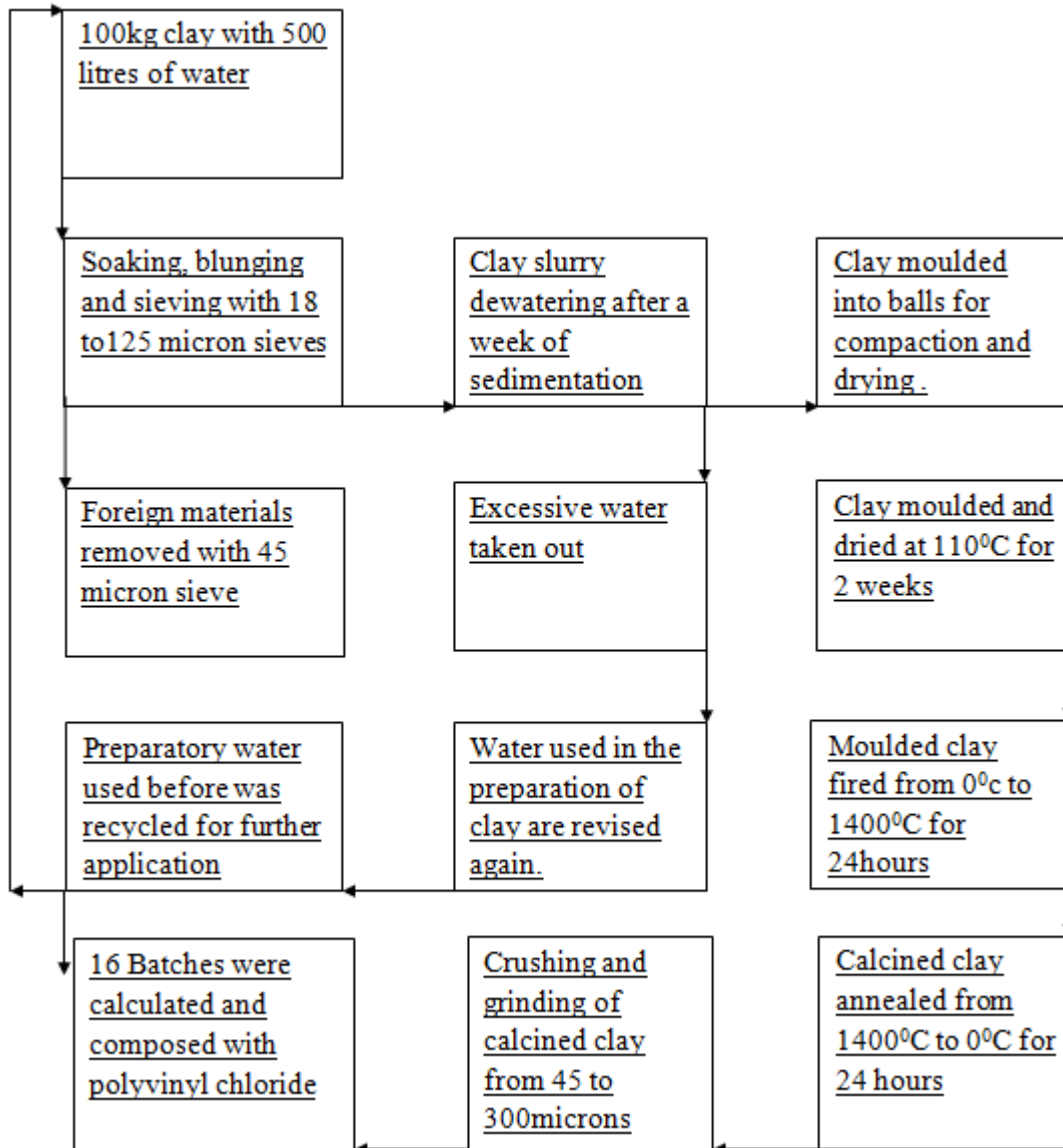 100kg clay with 500
litres of water
Soaking, blunging
and sieving with 18
to125 micron sieves
Clay slurry
dewatering after a
week of
sedimentation
Clay moulded
into balls for
compaction and
drying .
Foreign materials
removed with 45
micron sieve
Excessive water
taken out
Clay moulded and
dried at 110⁰C for
2 weeks
Preparatory water
used before was
recycled for further
application
Water used in the
preparation of
clay are revised
again.
Moulded clay
fired from 0⁰c to
1400⁰C for
24hours
16 Batches were
calculated and
composed with
polyvinyl chloride
Crushing and
grinding of
calcined clay
from 45 to
300microns
Calcined clay
annealed from
1400⁰C to 0⁰C for
24 hours